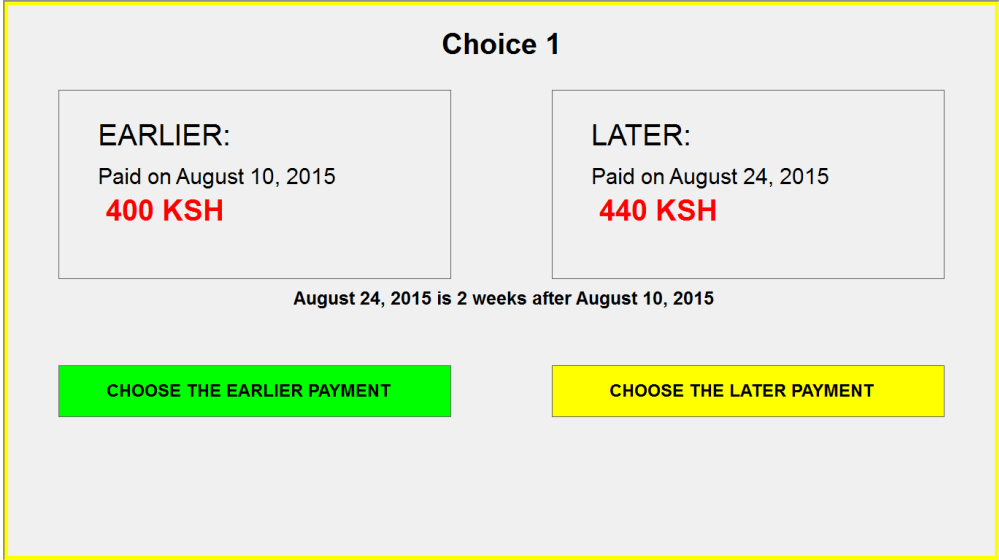 Choice 1
EARLIER:
Paid on August 10, 2015
400 KSH
LATER:
Paid on August 24, 2015
440 KSH
August 24, 2015 is 2 weeks after August 10, 2015
CHOOSE THE EARLIER PAYMENT
CHOOSE THE LATER PAYMENT